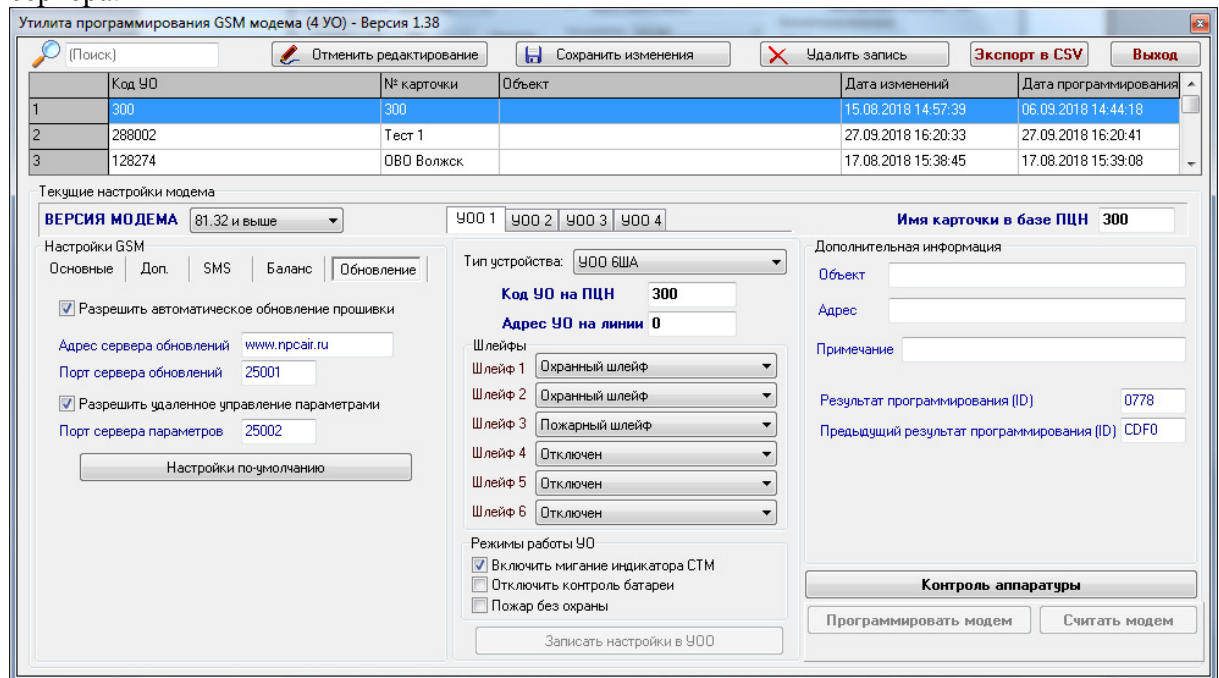 Утилита программирования GSM модема (4 УО) - Версия 1.38
(Поиск) Отменить редактирование Сохранить изменения Удалить запись Экспорт в CSV Выход
Код УО № карточки Объект Дата изменений Дата программирования
1 300 300 15.08.2018 14:57:39 06.09.2018 14:44:18
2 288002 Тест 1 27.09.2018 16:20:33 27.09.2018 16:20:41
3 128274 ОВО Волжск. 17.08.2018 15:38:45 17.08.2018 15:39:08
Текущие настройки модема
ВЕРСИЯ МОДЕМА 81.32 и выше УОО 1 УОО 2 УОО 3 УОО 4 Имя карточки в базе ПЦН 300
Настройки GSM
Основные Доп. SMS Баланс Обновление
Разрешить автоматическое обновление прошивки
Адрес сервера обновлений www.npcair.ru
Порт сервера обновлений 25001
Разрешить удаленное управление параметрами
Порт сервера параметров 25002
Настройки по-умолчанию
Тип устройства: УОО 6ША
Код УО на ПЦН 300
Адрес УО на линии 0
Шлейфы
Шлейф 1 Охранный шлейф
Шлейф 2 Охранный шлейф
Шлейф 3 Пожарный шлейф
Шлейф 4 Отключен
Шлейф 5 Отключен
Шлейф 6 Отключен
Режимы работы УО
Включить мигание индикатора СТМ
Отключить контроль батареи
Пожар без охраны
Записать настройки в УОО
Дополнительная информация
Объект
Адрес
Примечание
Результат программирования (ID) 0778
Предыдущий результат программирования (ID) CDF0
Контроль аппаратуры
Программировать модем Считать модем